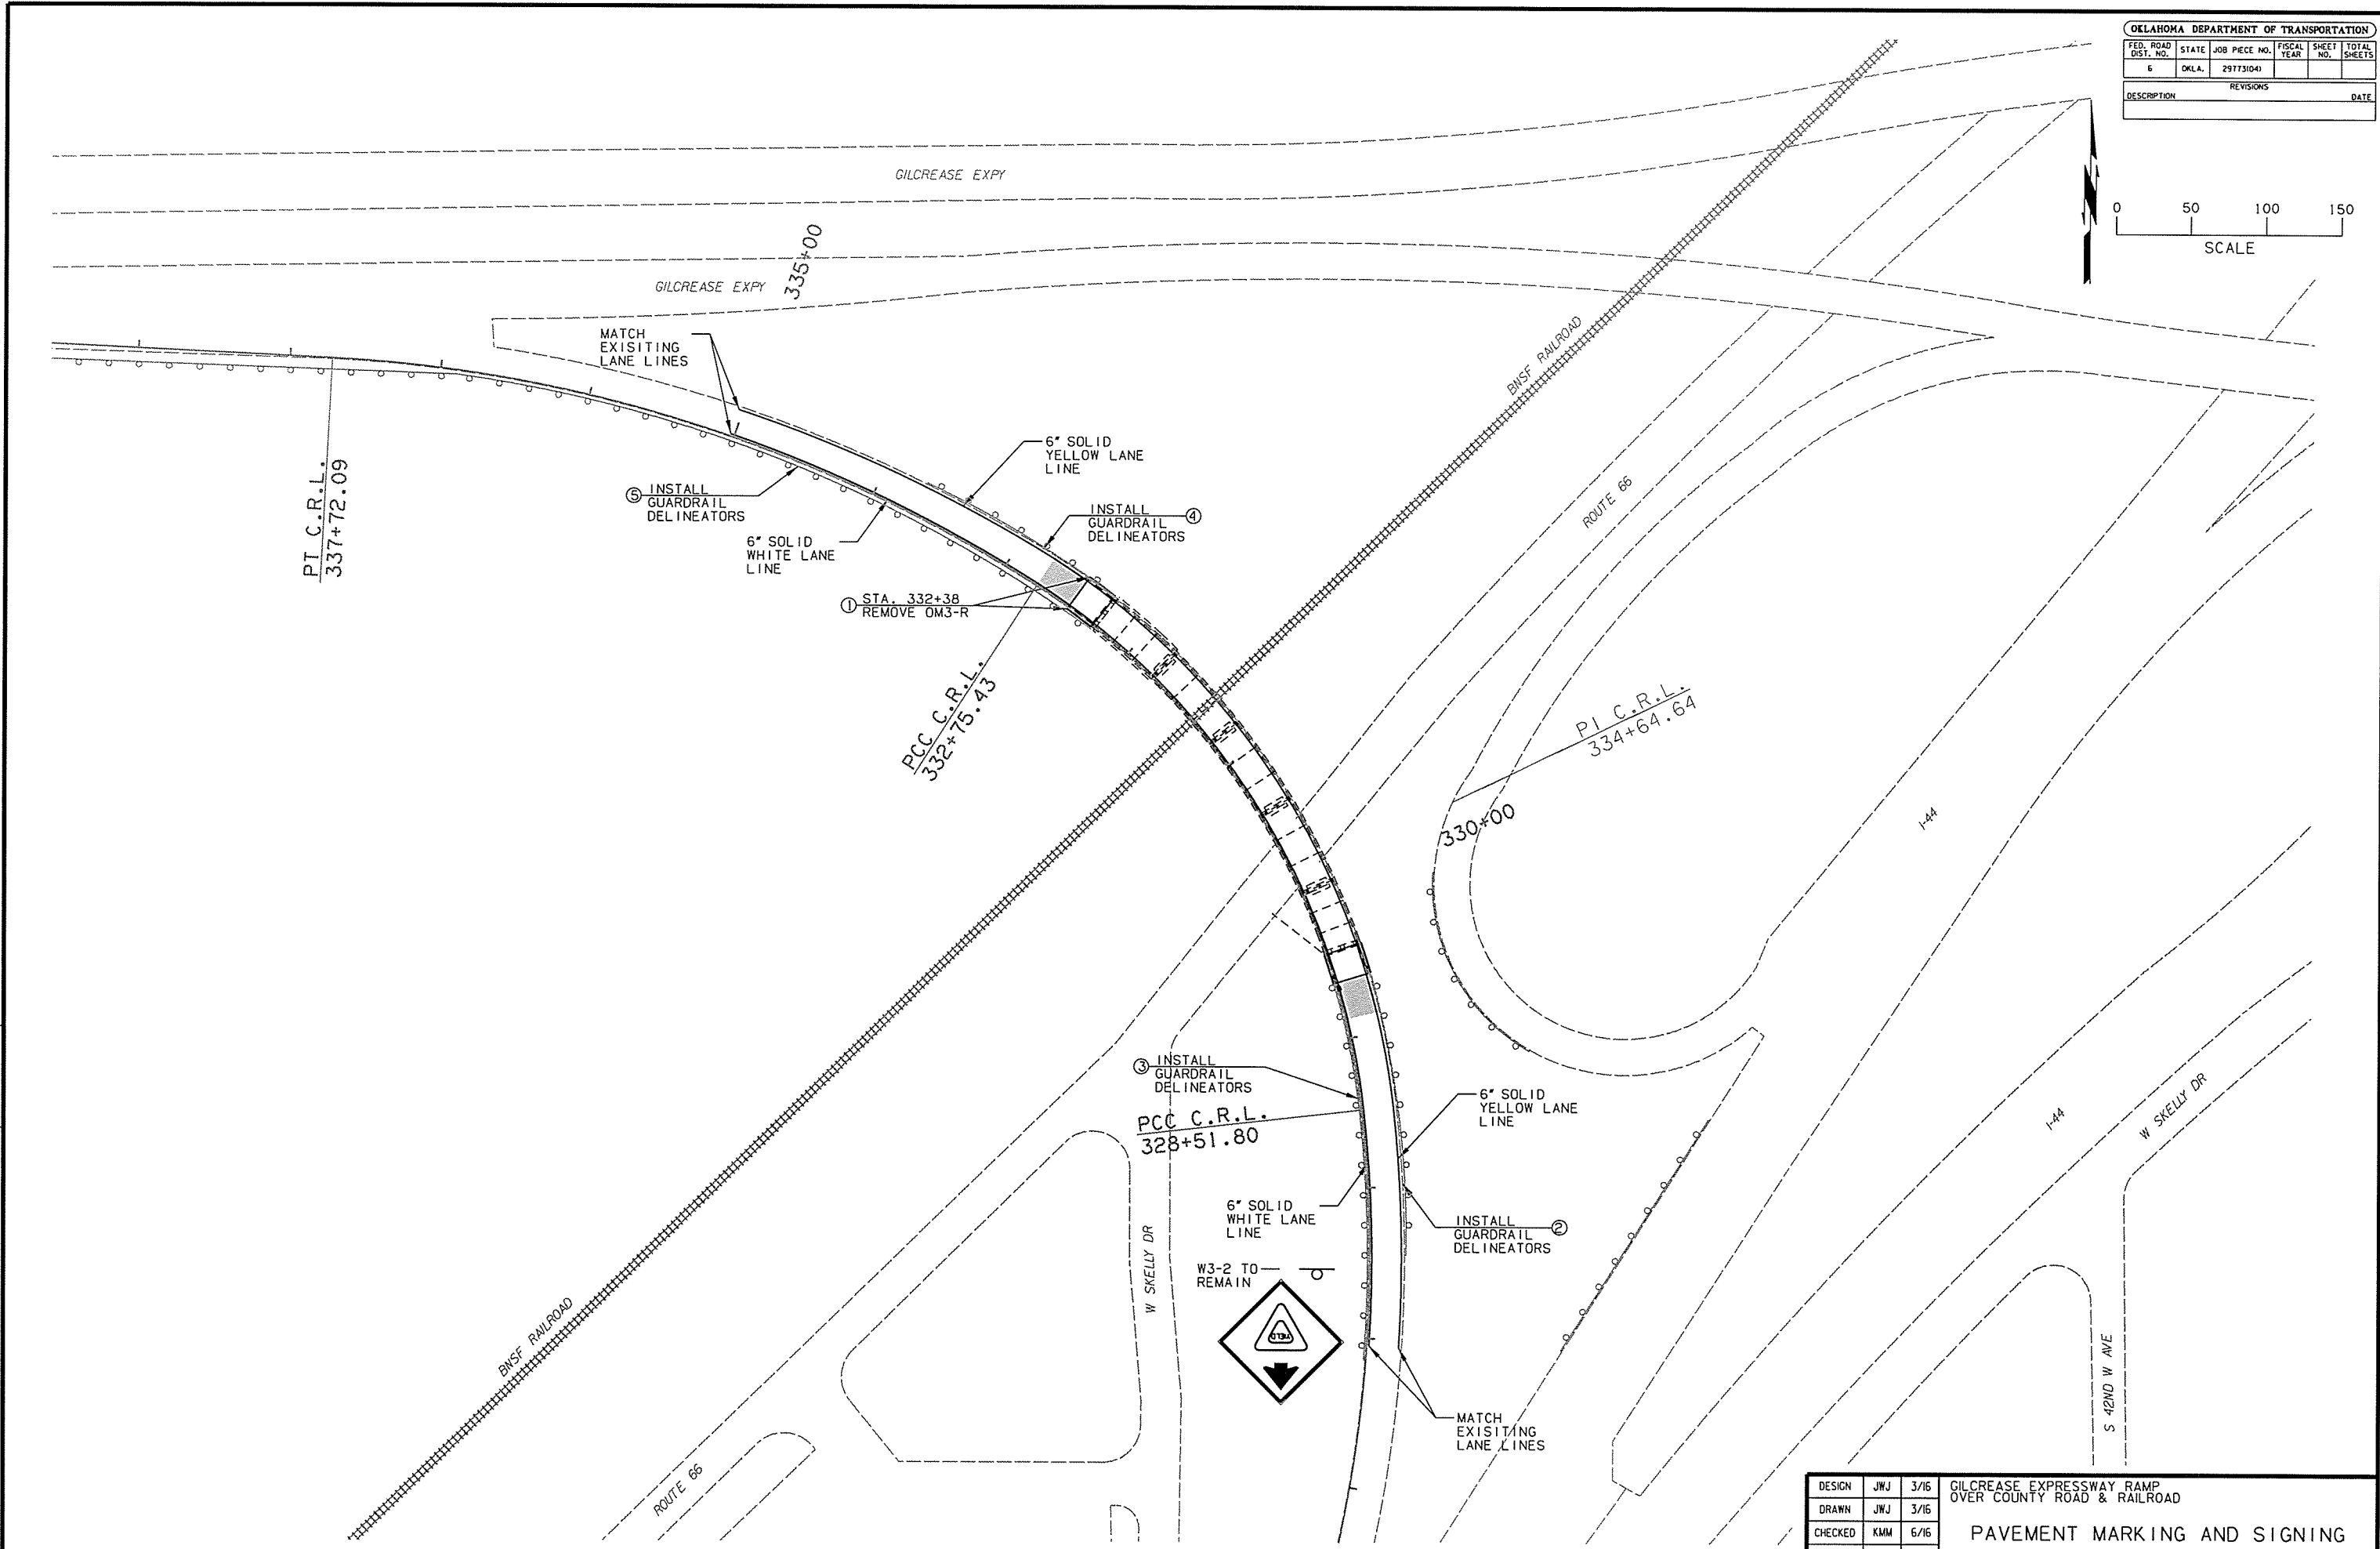 OKLAHOMA DEPARTMENT OF TRANSPORTATION
FED. ROAD DIST. NO.
STATE
JOB PIECE NO.
FISCAL YEAR
SHEET NO.
TOTAL SHEETS
6
OKLA.
29773(04)
REVISIONS
DESCRIPTION
DATE
0
50
100
150
SCALE
GILCREASE EXPY
GILCREASE EXPY
335+00
MATCH
EXISITING
LANE LINES
BNSF RAILROAD
6" SOLID
YELLOW LANE
LINE
PT C.R.L.
337+72.09
5 INSTALL
GUARDRAIL
DELINEATORS
INSTALL 4
GUARDRAIL
DELINEATORS
ROUTE 66
6" SOLID
WHITE LANE
LINE
1 STA. 332+38
REMOVE OM3-R
PCC C.R.L.
332+75.43
PI C.R.L.
334+64.64
330+00
I-44
3 INSTALL
GUARDRAIL
DELINEATORS
PCC C.R.L.
328+51.80
6" SOLID
YELLOW LANE
LINE
I-44
W SKELLY DR
6" SOLID
WHITE LANE
LINE
INSTALL 2
GUARDRAIL
DELINEATORS
W SKELLY DR
W3-2 TO
REMAIN
YIELD
BNSF RAILROAD
S 42ND W AVE
MATCH
EXISITING
LANE LINES
ROUTE 66
DESIGN JWJ 3/16
DRAWN JWJ 3/16
CHECKED KMM 6/16
GILCREASE EXPRESSWAY RAMP
OVER COUNTY ROAD & RAILROAD
PAVEMENT MARKING AND SIGNING